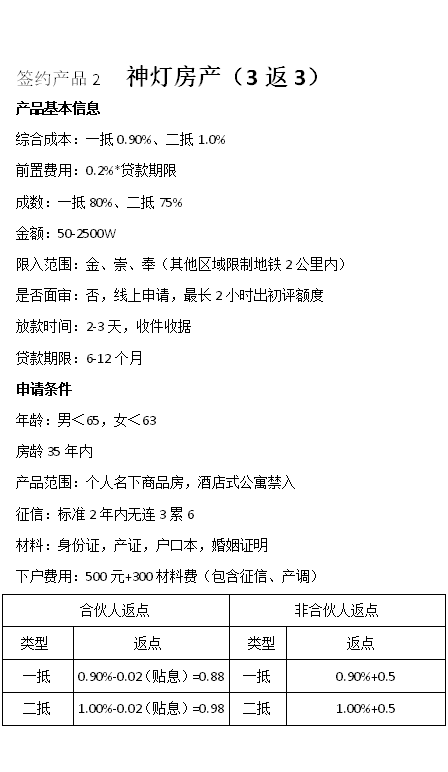 签约产品 2 神灯房产（3 返 3）
产品基本信息
综合成本：一抵 0.90%、二抵 1.0%
前置费用：0.2%*贷款期限
成数：一抵 80%、二抵 75%
金额：50-2500W
限入范围：金、崇、奉（其他区域限制地铁 2 公里内）
是否面审：否，线上申请，最长 2 小时出初评额度
放款时间：2-3 天，收件收据
贷款期限：6-12 个月
申请条件
年龄：男＜65，女＜63
房龄 35 年内
产品范围：个人名下商品房，酒店式公寓禁入
征信：标准 2 年内无连 3 累 6
材料：身份证，产证，户口本，婚姻证明
下户费用：500 元+300 材料费（包含征信、产调）
合伙人返点 非合伙人返点
类型 返点 类型 返点
一抵 0.90%-0.02（贴息）=0.88 一抵 0.90%+0.5
二抵 1.00%-0.02（贴息）=0.98 二抵 1.00%+0.5